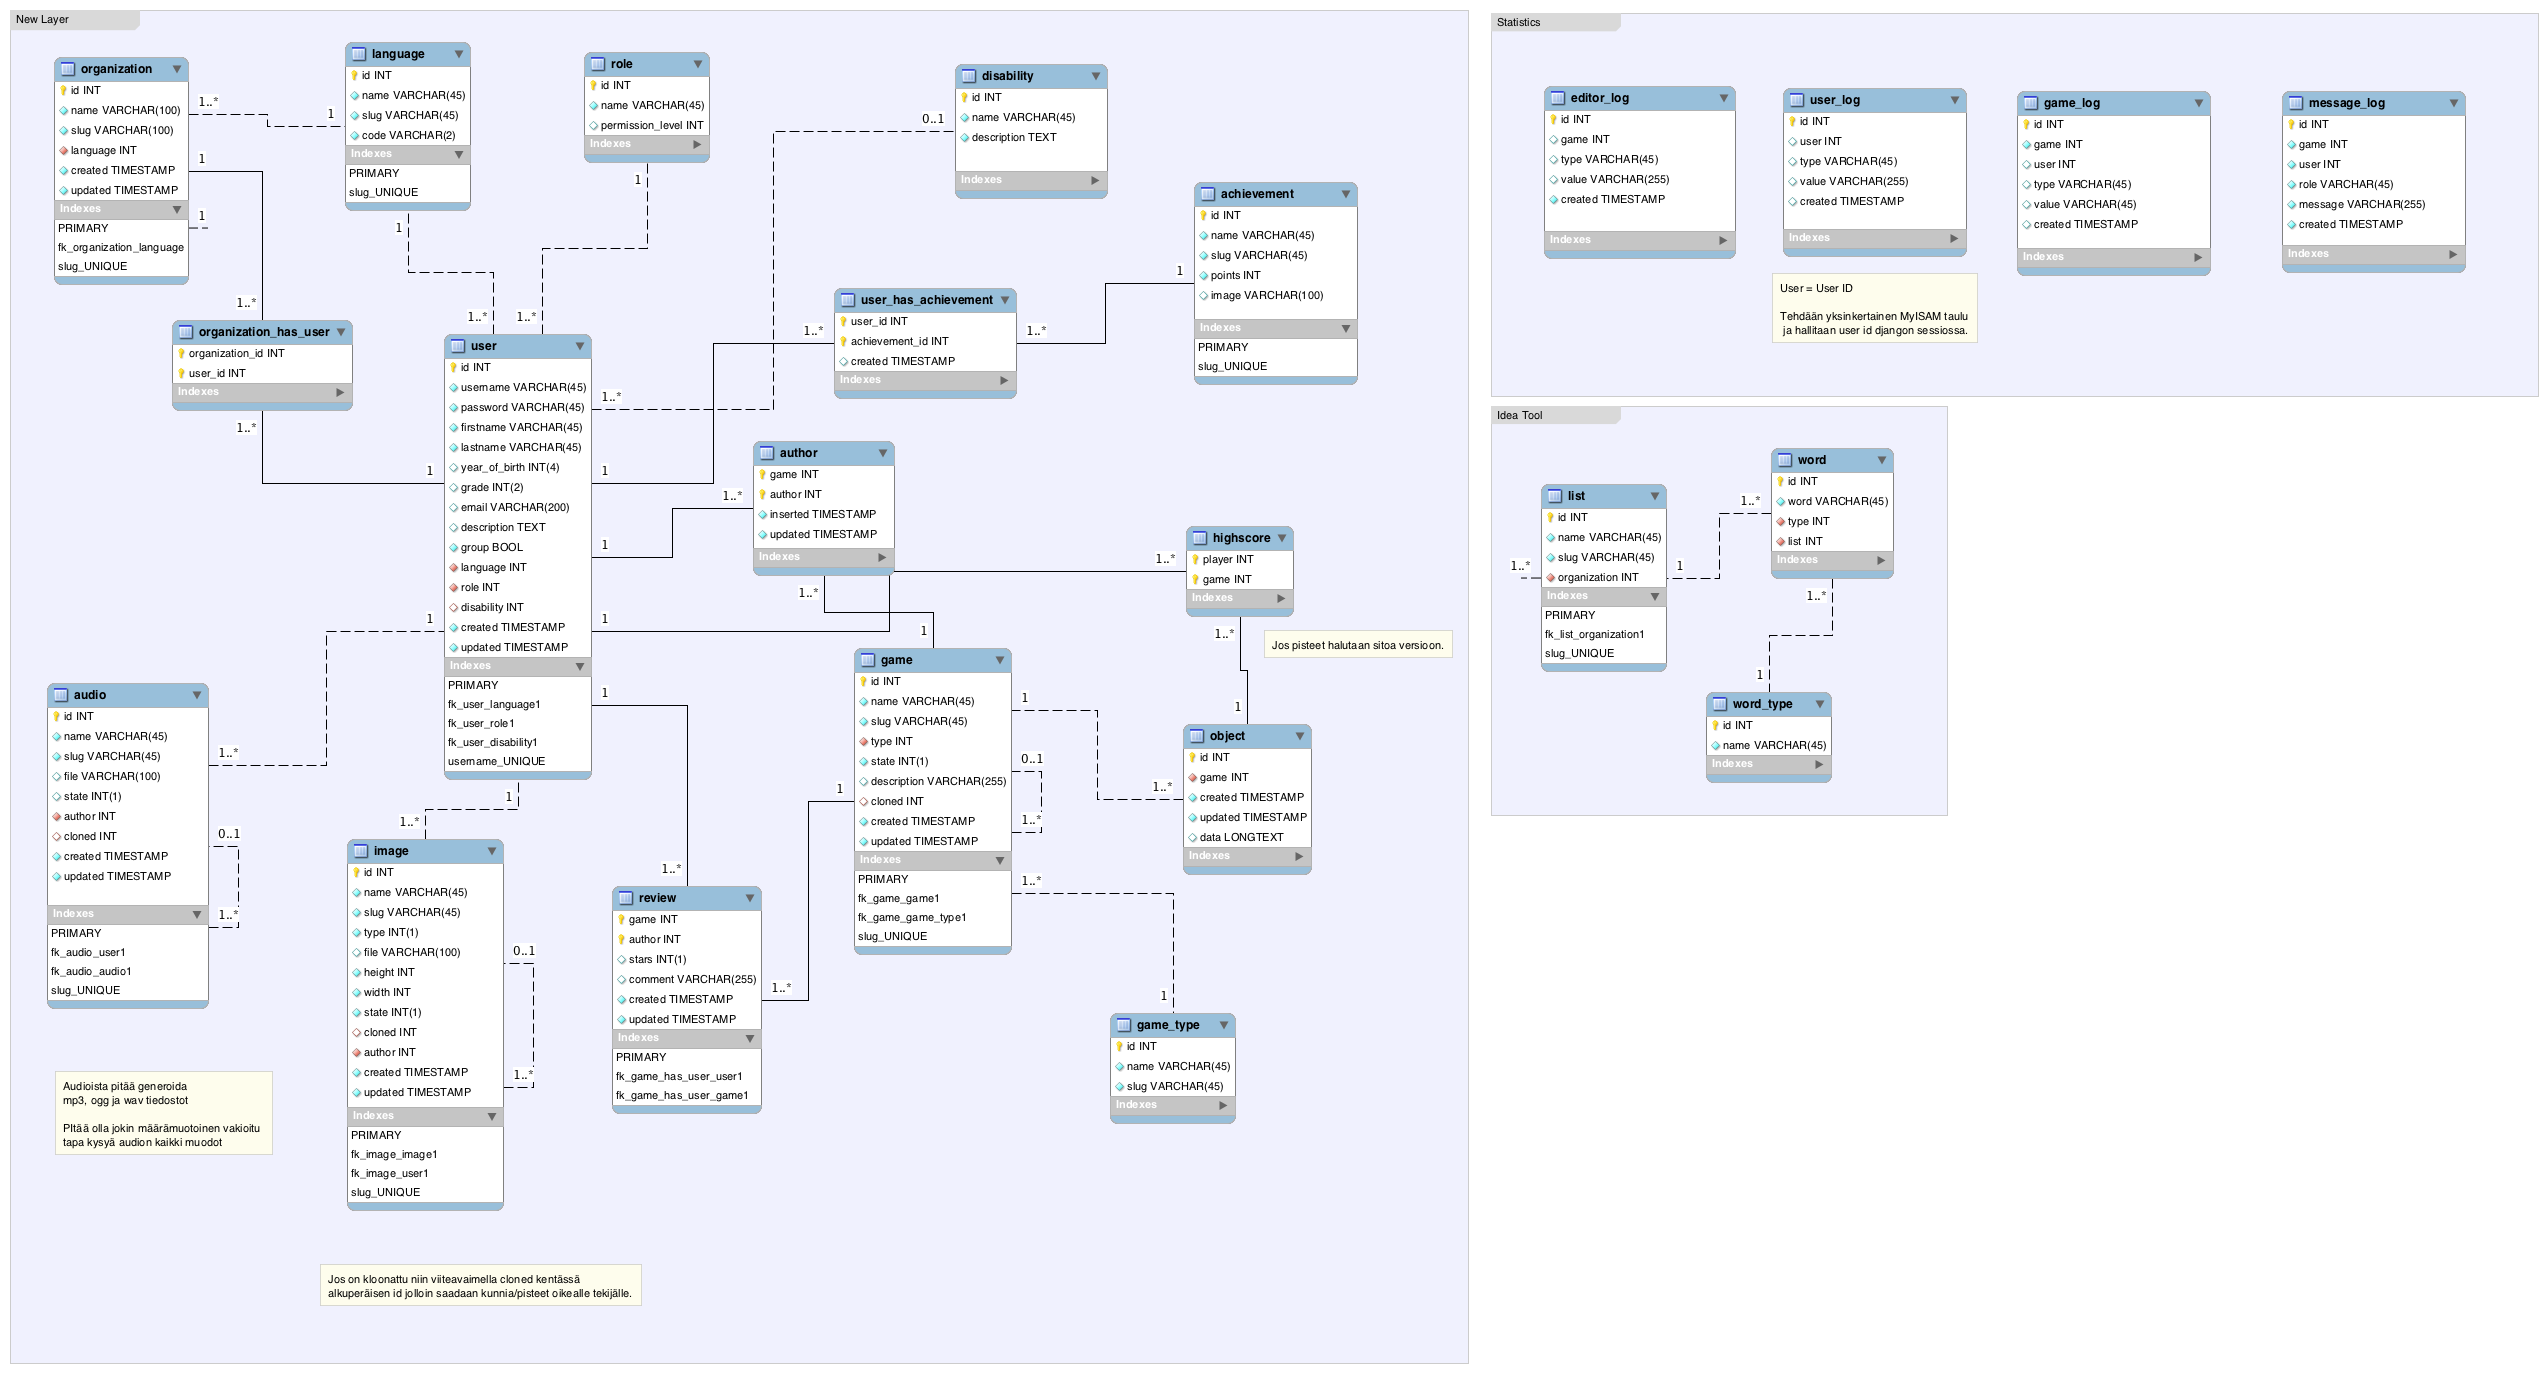 New Layer
organization
id INT
name VARCHAR(100)
slug VARCHAR(100)
language INT
created TIMESTAMP
updated TIMESTAMP
Indexes
PRIMARY
fk_organization_language
slug_UNIQUE
1..*
1
1
1
language
id INT
name VARCHAR(45)
slug VARCHAR(45)
code VARCHAR(2)
Indexes
PRIMARY
slug_UNIQUE
1
1..*
role
id INT
name VARCHAR(45)
permission_level INT
Indexes
1
1..*
disability
id INT
name VARCHAR(45)
description TEXT
Indexes
0..1
1..*
achievement
id INT
name VARCHAR(45)
slug VARCHAR(45)
points INT
image VARCHAR(100)
Indexes
PRIMARY
slug_UNIQUE
1
1..*
user_has_achievement
user_id INT
achievement_id INT
created TIMESTAMP
Indexes
1..*
1
organization_has_user
organization_id INT
user_id INT
Indexes
1..*
1..*
1
user
id INT
username VARCHAR(45)
password VARCHAR(45)
firstname VARCHAR(45)
lastname VARCHAR(45)
year_of_birth INT(4)
grade INT(2)
email VARCHAR(200)
description TEXT
group BOOL
language INT
role INT
disability INT
created TIMESTAMP
updated TIMESTAMP
Indexes
PRIMARY
fk_user_language1
fk_user_role1
fk_user_disability1
username_UNIQUE
1
1
1
1
1
author
game INT
author INT
inserted TIMESTAMP
updated TIMESTAMP
Indexes
1..*
1..*
1
highscore
player INT
game INT
Indexes
1..*
1..*
1
Jos pisteet halutaan sitoa versioon.
game
id INT
name VARCHAR(45)
slug VARCHAR(45)
type INT
state INT(1)
description VARCHAR(255)
cloned INT
created TIMESTAMP
updated TIMESTAMP
Indexes
PRIMARY
fk_game_game1
fk_game_game_type1
slug_UNIQUE
1
0..1
1..*
1..*
1
1..*
object
id INT
game INT
created TIMESTAMP
updated TIMESTAMP
data LONGTEXT
Indexes
audio
id INT
name VARCHAR(45)
slug VARCHAR(45)
file VARCHAR(100)
state INT(1)
author INT
cloned INT
created TIMESTAMP
updated TIMESTAMP
Indexes
PRIMARY
fk_audio_user1
fk_audio_audio1
slug_UNIQUE
1..*
0..1
1..*
image
id INT
name VARCHAR(45)
slug VARCHAR(45)
type INT(1)
file VARCHAR(100)
height INT
width INT
state INT(1)
cloned INT
author INT
created TIMESTAMP
updated TIMESTAMP
Indexes
PRIMARY
fk_image_image1
fk_image_user1
slug_UNIQUE
1..*
0..1
1..*
review
game INT
author INT
stars INT(1)
comment VARCHAR(255)
created TIMESTAMP
updated TIMESTAMP
Indexes
PRIMARY
fk_game_has_user_user1
fk_game_has_user_game1
1..*
1..*
game_type
id INT
name VARCHAR(45)
slug VARCHAR(45)
Indexes
1
Audioista pitää generoida
mp3, ogg ja wav tiedostot
PItää olla jokin määrämuotoinen vakioitu
tapa kysyä audion kaikki muodot
Jos on kloonattu niin viiteavaimella cloned kentässä
alkuperäisen id jolloin saadaan kunnia/pisteet oikealle tekijälle.
Statistics
editor_log
id INT
game INT
type VARCHAR(45)
value VARCHAR(255)
created TIMESTAMP
Indexes
user_log
id INT
user INT
type VARCHAR(45)
value VARCHAR(255)
created TIMESTAMP
Indexes
game_log
id INT
game INT
user INT
type VARCHAR(45)
value VARCHAR(45)
created TIMESTAMP
Indexes
message_log
id INT
game INT
user INT
role VARCHAR(45)
message VARCHAR(255)
created TIMESTAMP
Indexes
User = User ID
Tehdään yksinkertainen MyISAM taulu
ja hallitaan user id djangon sessiossa.
Idea Tool
list
id INT
name VARCHAR(45)
slug VARCHAR(45)
organization INT
Indexes
PRIMARY
fk_list_organization1
slug_UNIQUE
1..*
1
1..*
word
id INT
word VARCHAR(45)
type INT
list INT
Indexes
1..*
1
word_type
id INT
name VARCHAR(45)
Indexes